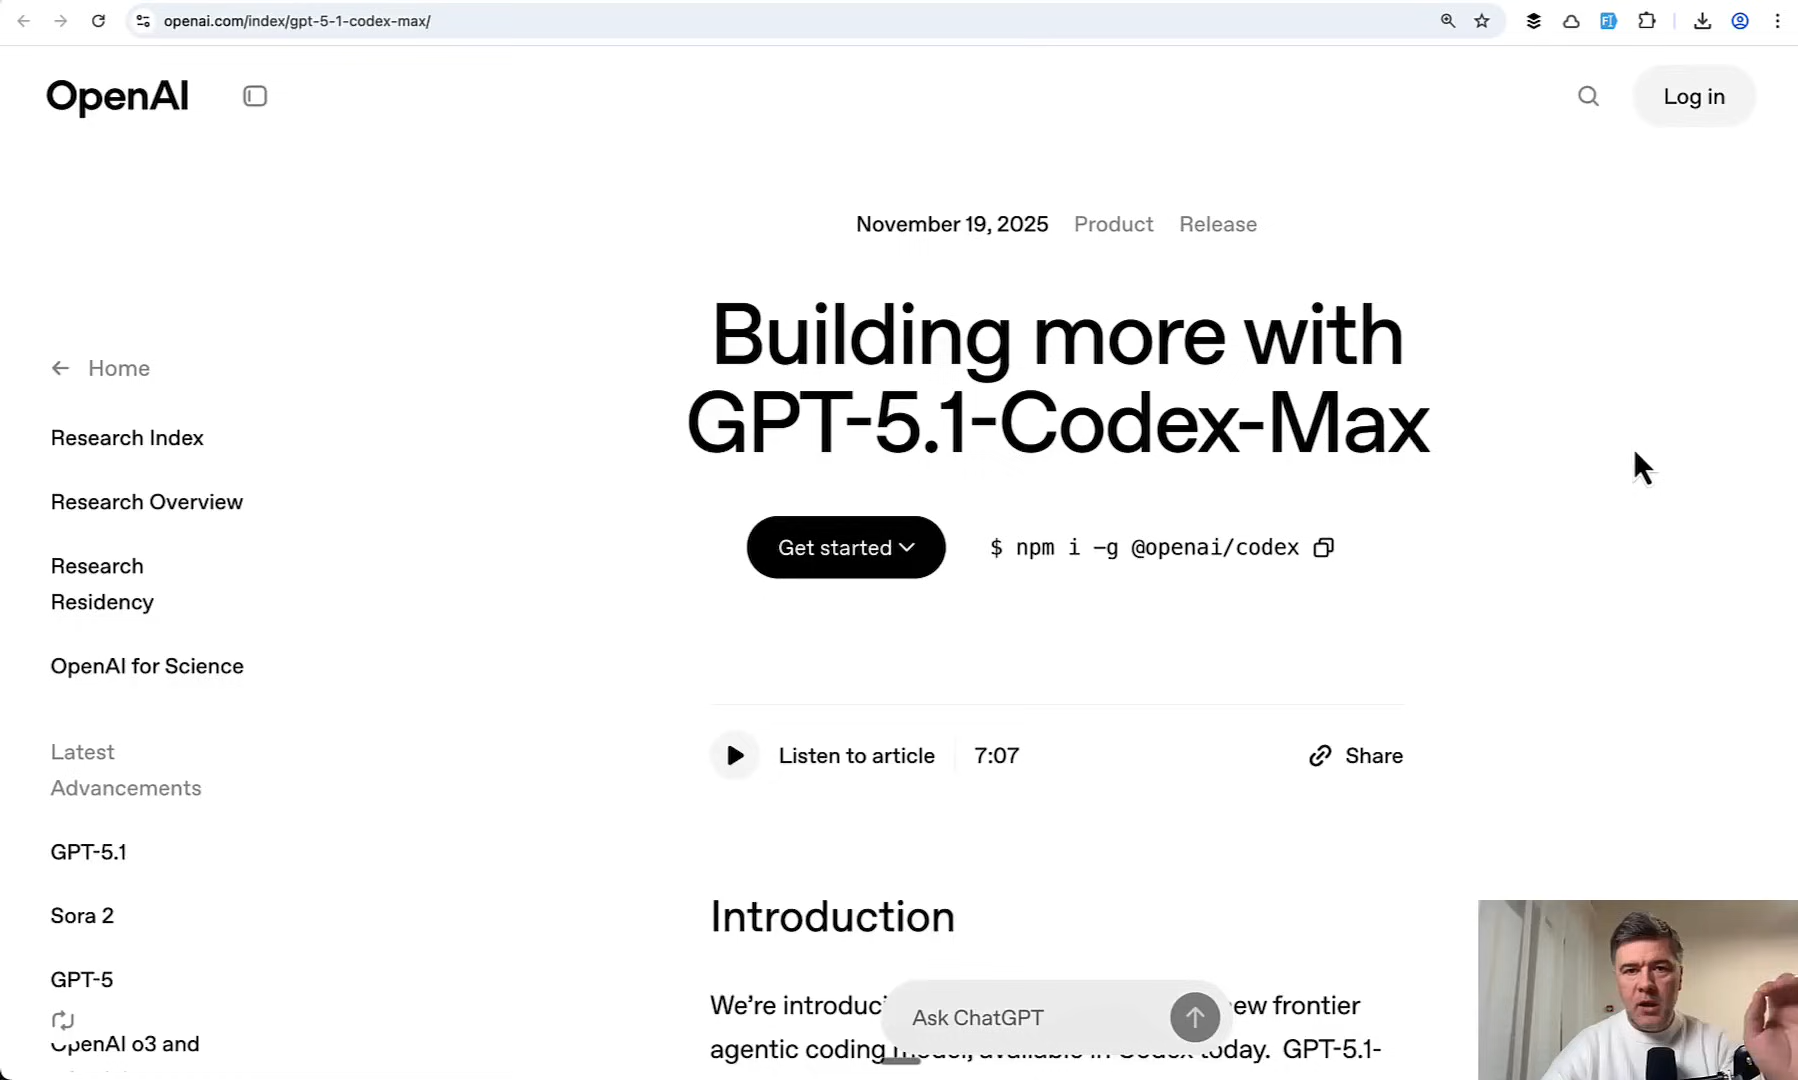 openai.com/index/gpt-5-1-codex-max/
OpenAI
Log in
November 19, 2025 Product Release
Building more with
GPT-5.1-Codex-Max
Get started
$ npm i -g @openai/codex
Listen to article 7:07 Share
Introduction
We're ew frontier
agentic coding today. GPT-5.1-
Ask ChatGPT
Home
Research Index
Research Overview
Research
Residency
OpenAI for Science
Latest
Advancements
GPT-5.1
Sora 2
GPT-5
OpenAI o3 and